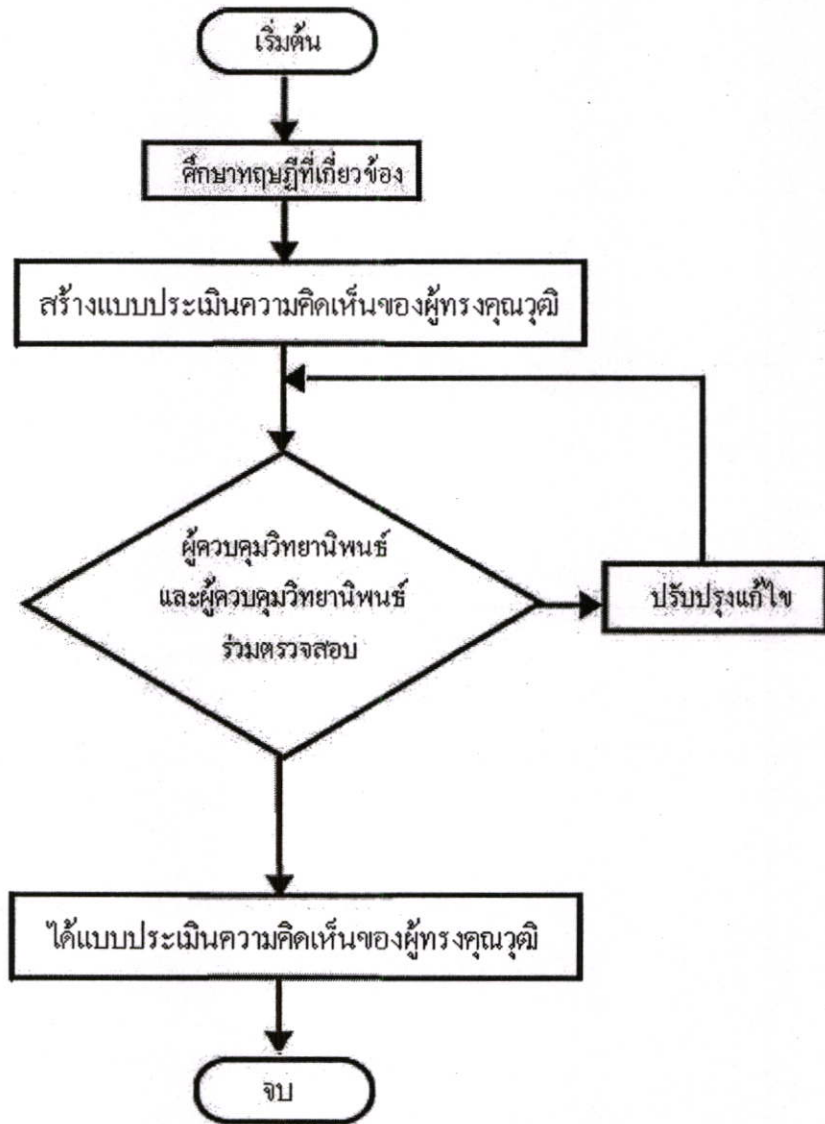 เริ่มต้น
ศึกษาทฤษฎีที่เกี่ยวข้อง
สร้างแบบประเมินความคิดเห็นของผู้ทรงคุณวุฒิ
ผู้ควบคุมวิทยานิพนธ์
และผู้ควบคุมวิทยานิพนธ์
ร่วมตรวจสอบ
ปรับปรุงแก้ไข
ได้แบบประเมินความคิดเห็นของผู้ทรงคุณวุฒิ
จบ